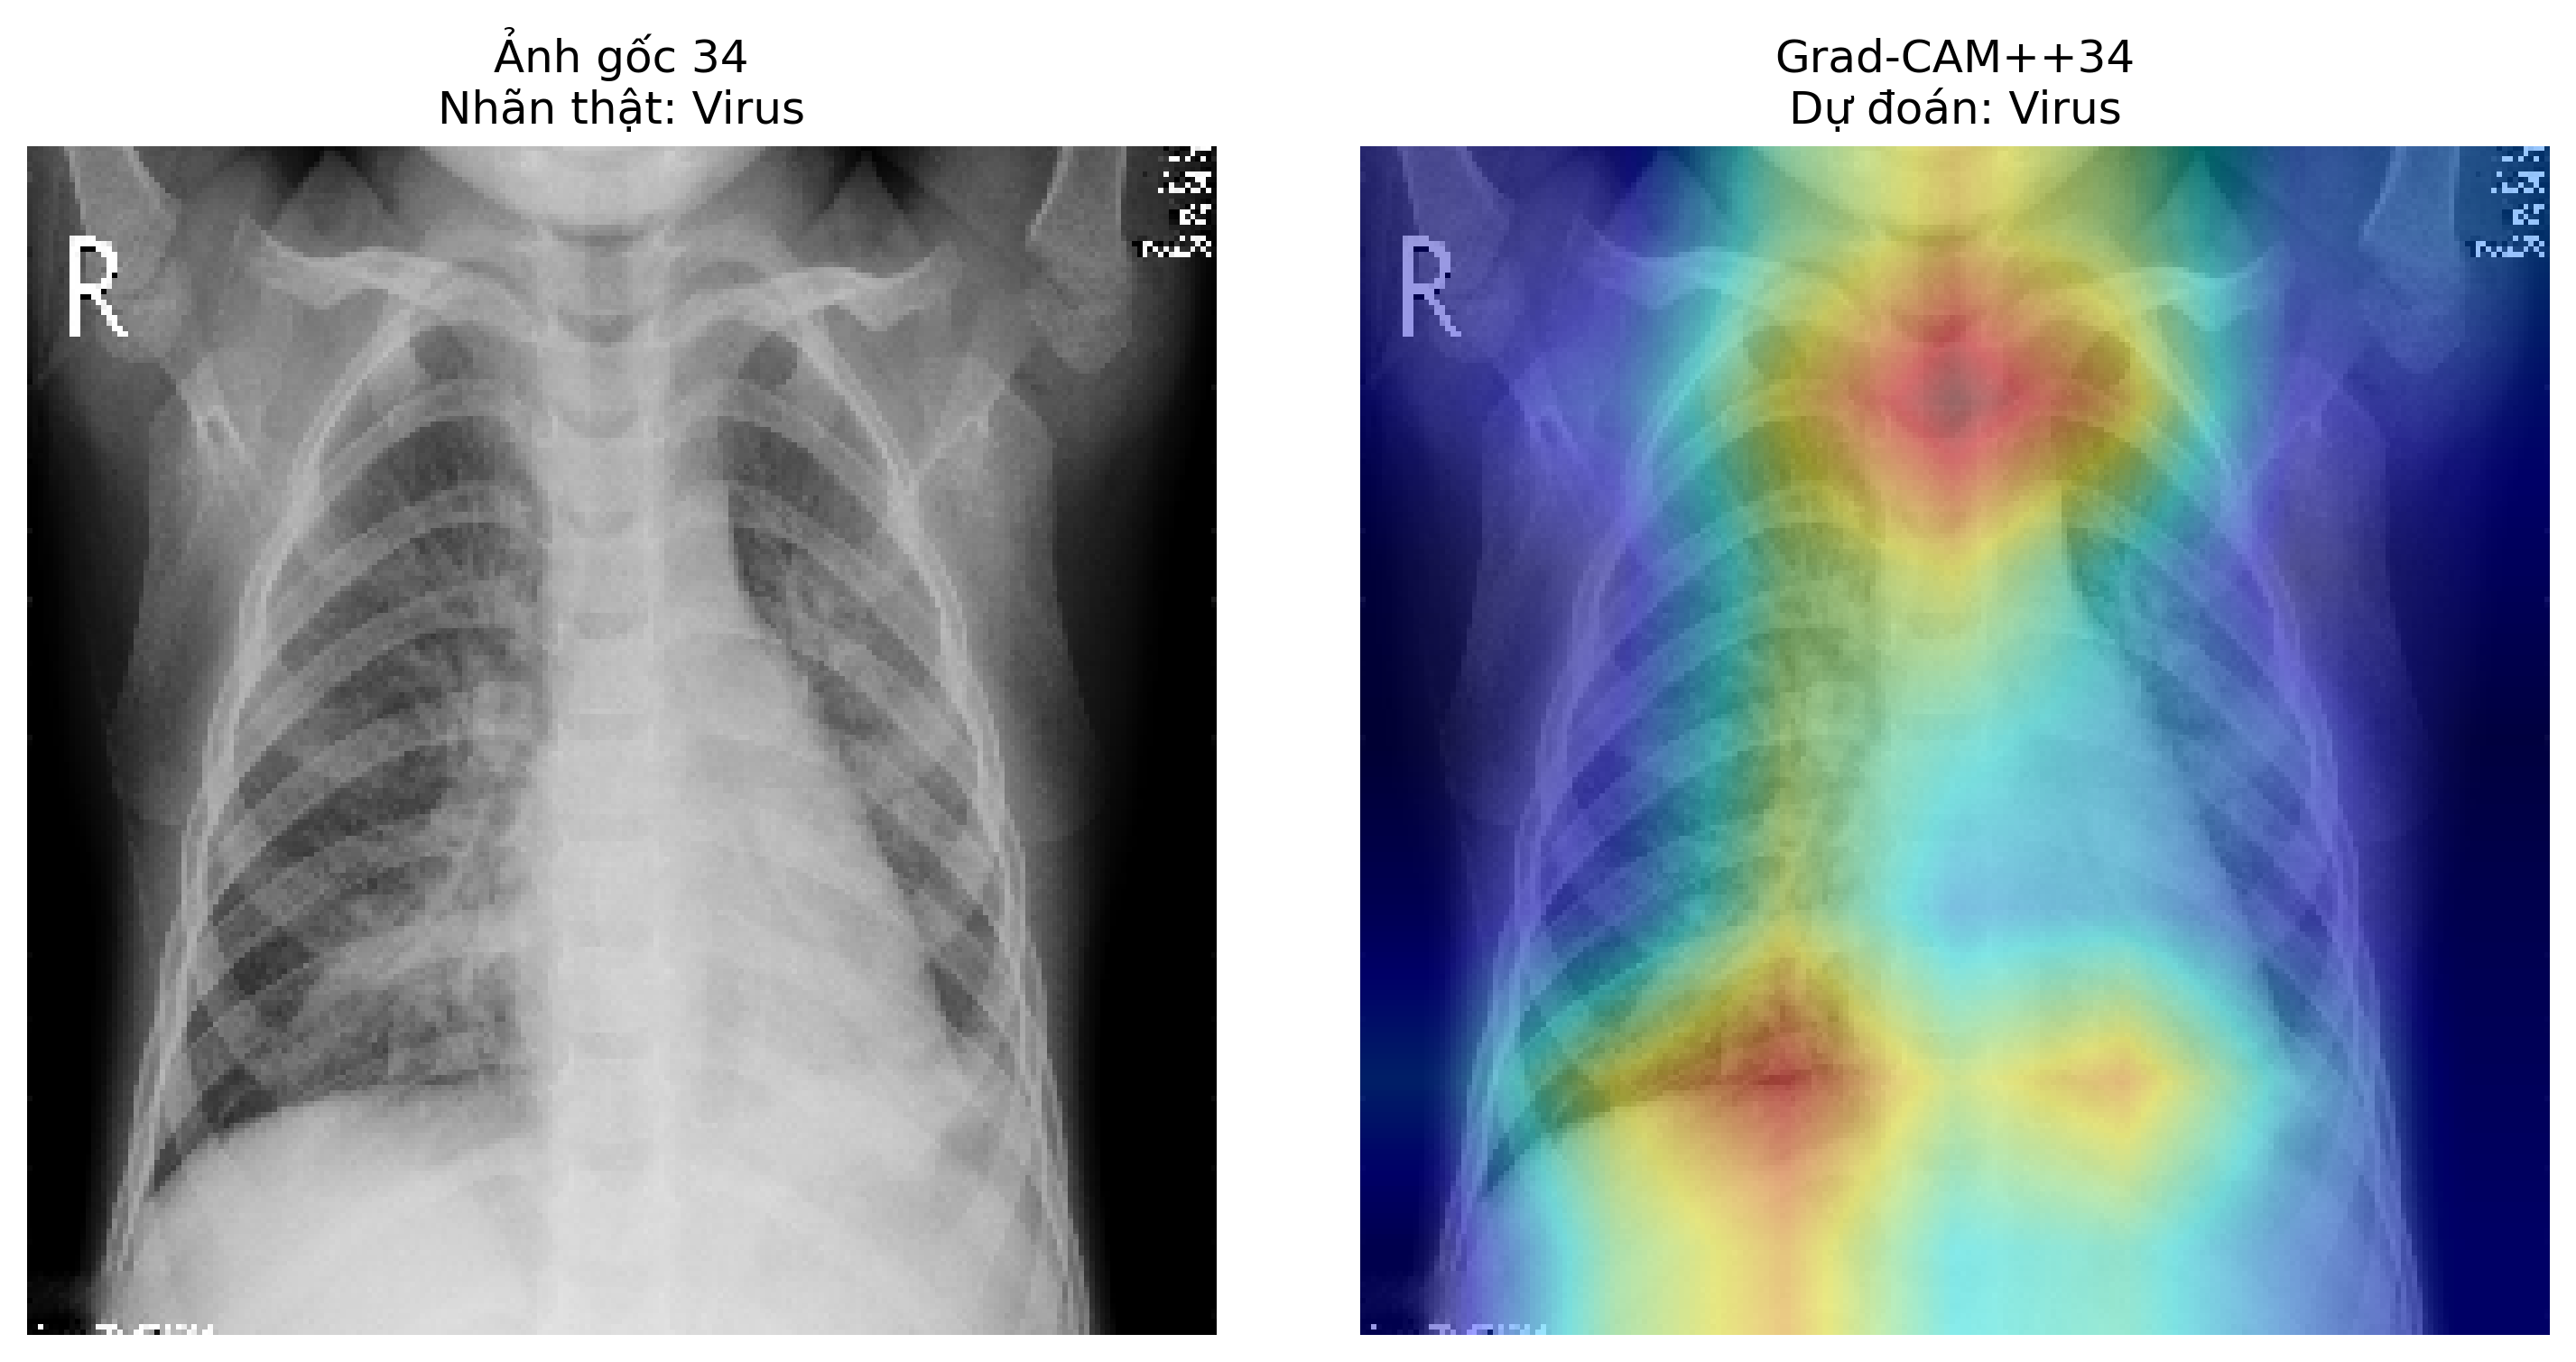 Ảnh gốc 34
Nhãn thật: Virus
Grad-CAM++34
Dự đoán: Virus
R
R